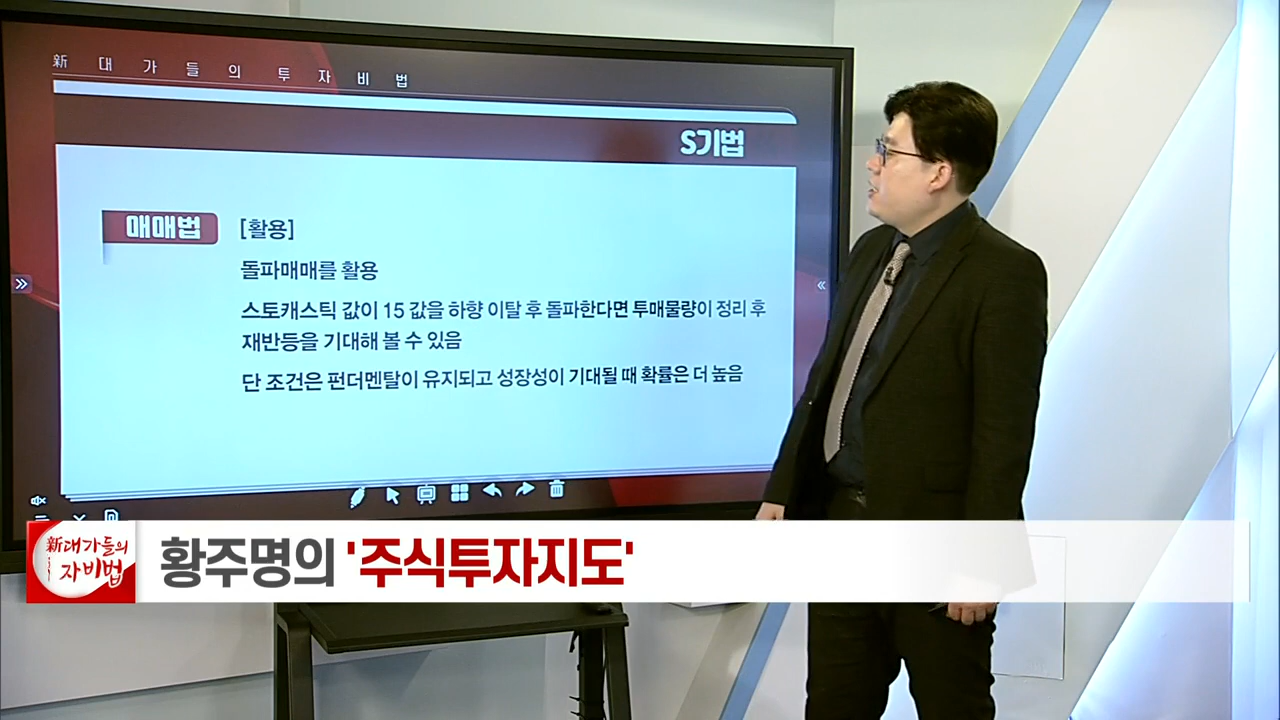 新 대가들의 투자비법
S기법
매매법
[활용]
돌파매매를 활용
스토캐스틱 값이 15 값을 하향 이탈 후 돌파한다면 투매물량이 정리 후
재반등을 기대해 볼 수 있음
단 조건은 펀더멘탈이 유지되고 성장성이 기대될 때 확률은 더 높음
新대가들의
자비법
황주명의 '주식투자지도'